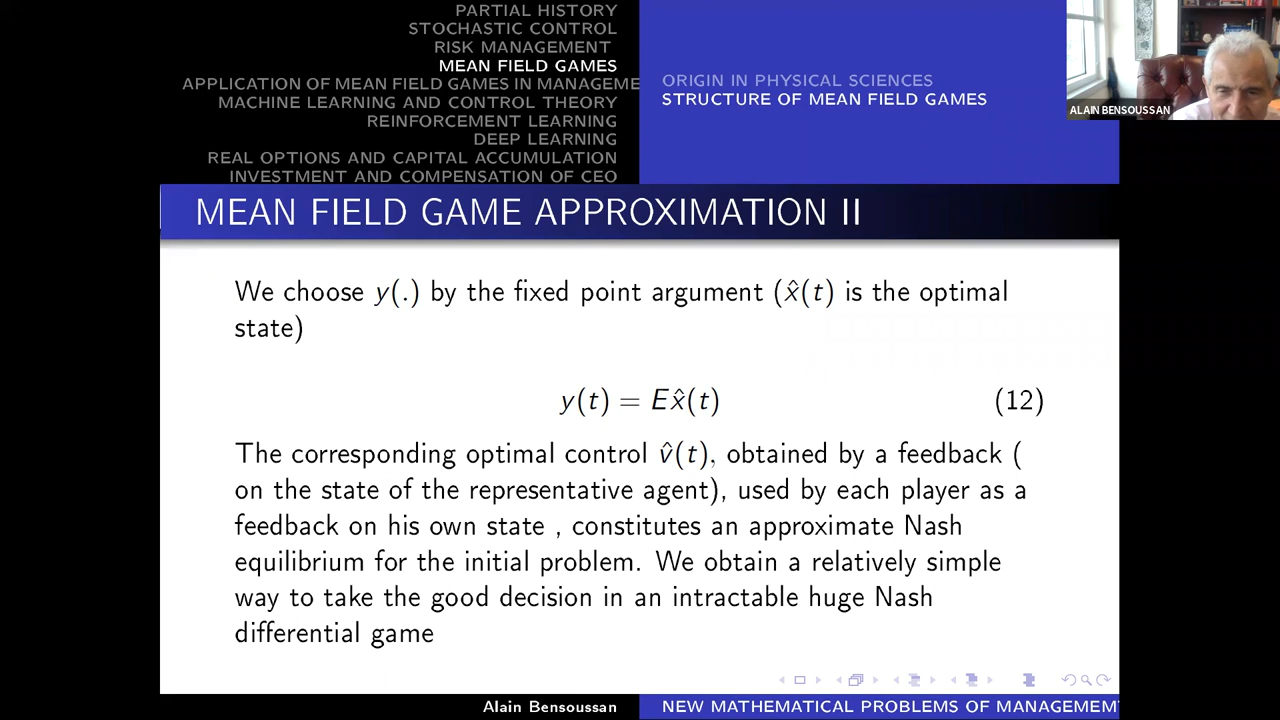 PARTIAL HISTORY
STOCHASTIC CONTROL
RISK MANAGEMENT
MEAN FIELD GAMES
APPLICATION OF MEAN FIELD GAMES IN MANAGEME
MACHINE LEARNING AND CONTROL THEORY
REINFORCEMENT LEARNING
DEEP LEARNING
REAL OPTIONS AND CAPITAL ACCUMULATION
INVESTMENT AND COMPENSATION OF CEO
ORIGIN IN PHYSICAL SCIENCES
STRUCTURE OF MEAN FIELD GAMES
ALAIN BENSOUSSAN
MEAN FIELD GAME APPROXIMATION II
We choose y(.) by the fixed point argument (x̂(t) is the optimal
state)
y(t) = Ex̂(t) (12)
The corresponding optimal control v̂(t), obtained by a feedback (
on the state of the representative agent), used by each player as a
feedback on his own state , constitutes an approximate Nash
equilibrium for the initial problem. We obtain a relatively simple
way to take the good decision in an intractable huge Nash
differential game
Alain Bensoussan
NEW MATHEMATICAL PROBLEMS OF MANAGEMENT